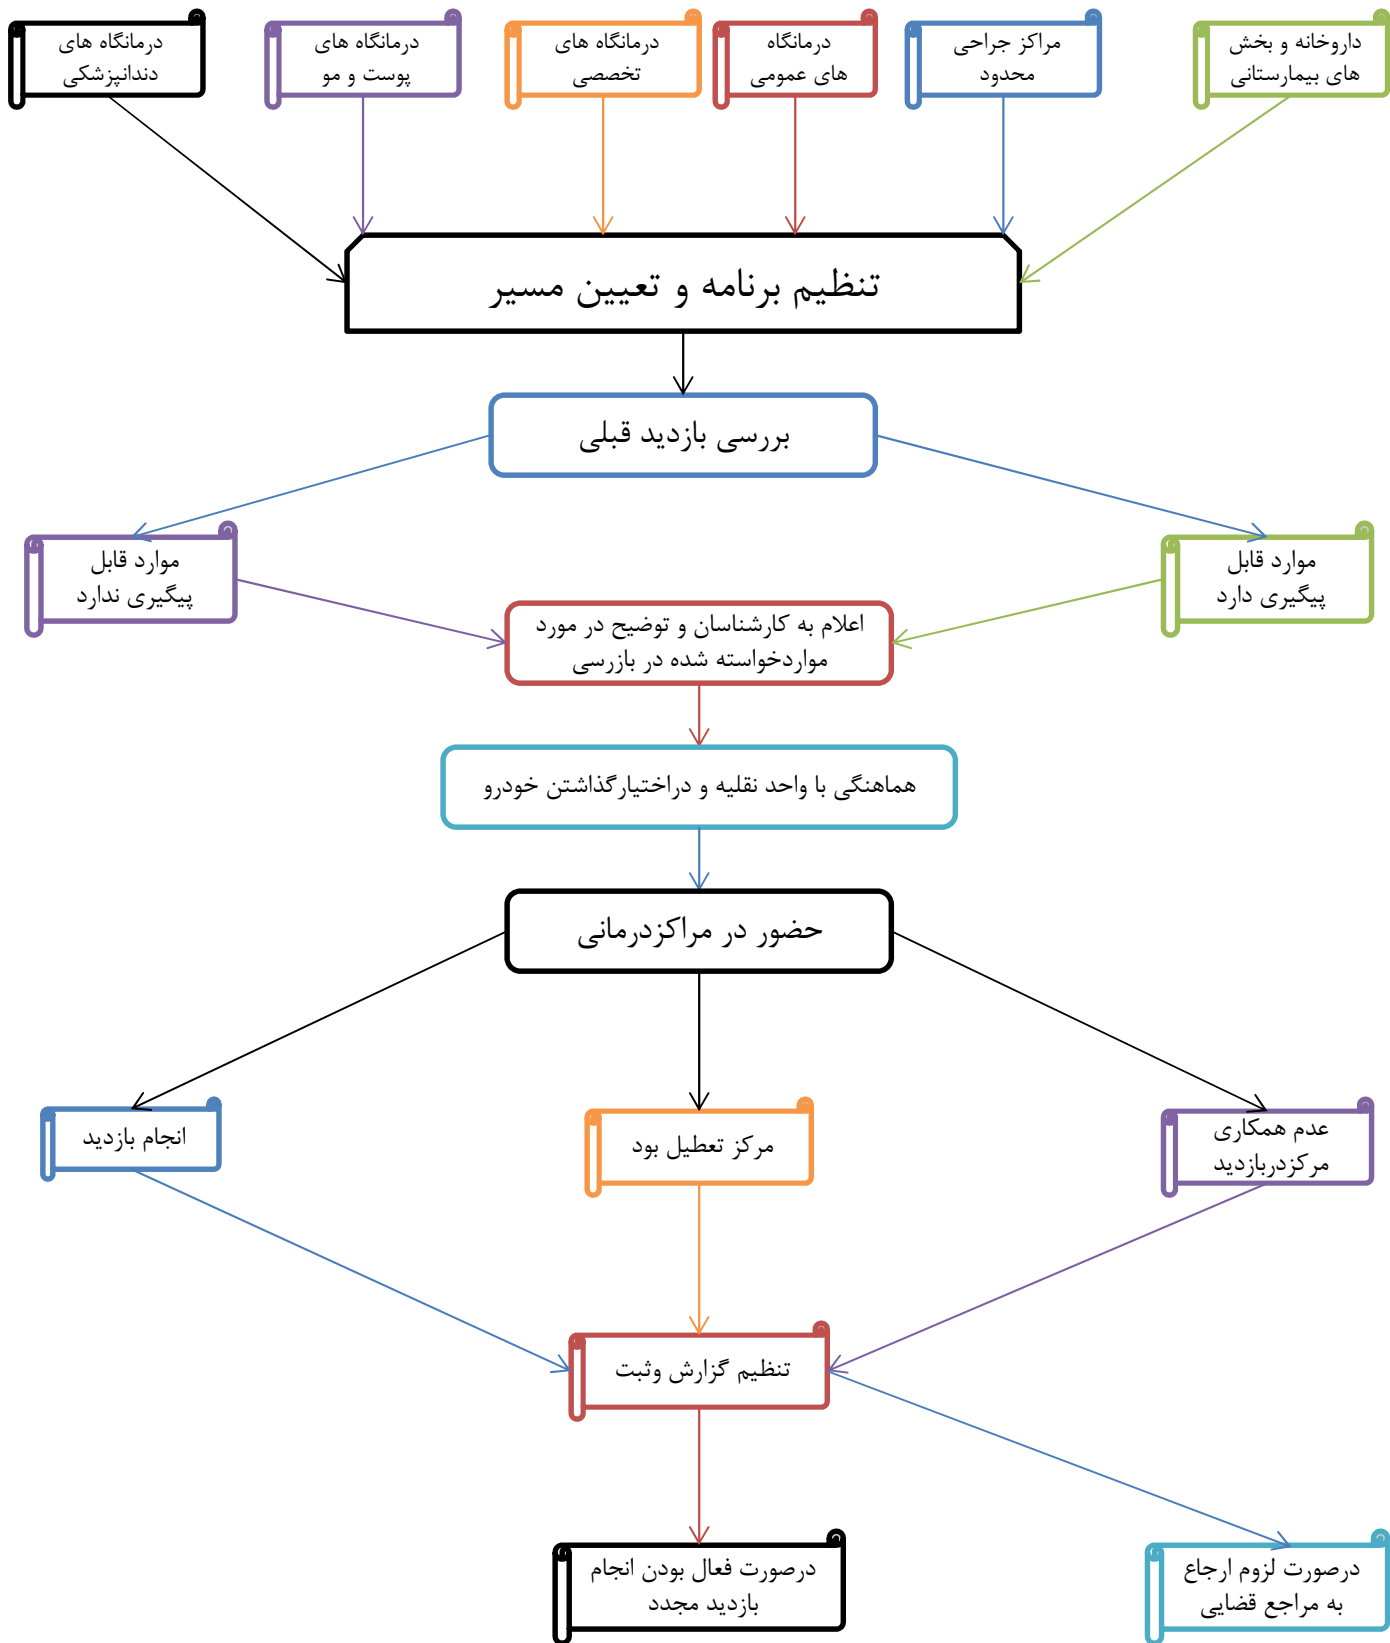 داروخانه و بخش
های بیمارستانی
مراکز جراحی
محدود
درمانگاه
های عمومی
درمانگاه های
تخصصی
درمانگاه های
پوست و مو
درمانگاه های
دندانپزشکی
تنظیم برنامه و تعیین مسیر
بررسی بازدید قبلی
موارد قابل
پیگیری دارد
موارد قابل
پیگیری ندارد
اعلام به کارشناسان و توضیح در مورد
مواردخواسته شده در بازرسی
هماهنگی با واحد نقلیه و دراختیارگذاشتن خودرو
حضور در مراکزدرمانی
عدم همکاری
مرکزدربازدید
مرکز تعطیل بود
انجام بازدید
تنظیم گزارش وثبت
درصورت لزوم ارجاع
به مراجع قضایی
درصورت فعال بودن انجام
بازدید مجدد